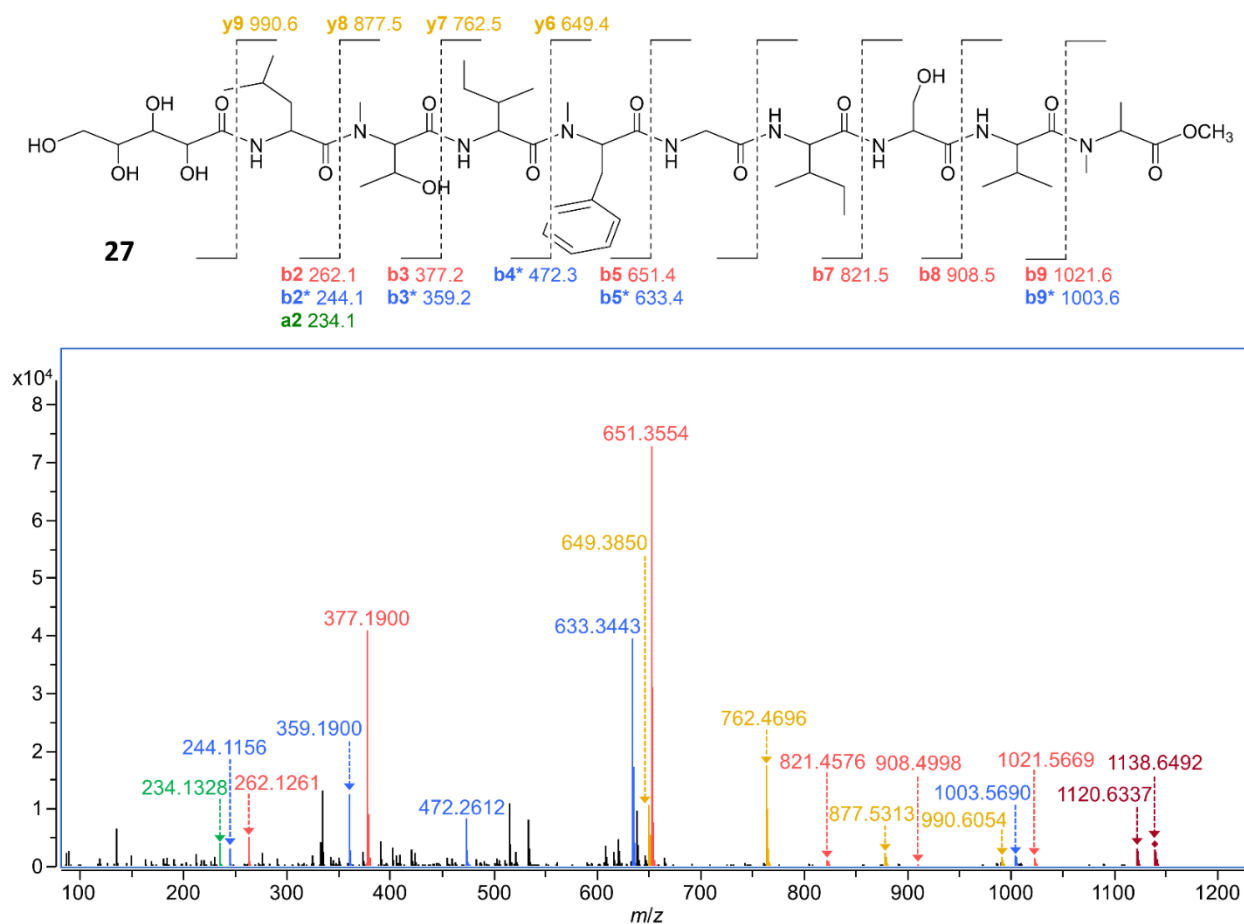 y9 990.6 y8 877.5 y7 762.5 y6 649.4
OH
OH OH O O O O O
N H N N H
HO N H N N H N H N OCH3
OH OH O OH O O O O
27
b2 262.1 b3 377.2 b4* 472.3 b5 651.4 b7 821.5 b8 908.5 b9 1021.6
b2* 244.1 b3* 359.2 b5* 633.4 b9* 1003.6
a2 234.1
x10⁴
8
651.3554
7
6
649.3850
5
377.1900
4
633.3443
3
762.4696
359.1900
2
244.1156 821.4576 908.4998 1021.5669 1138.6492
234.1328 262.1261 1003.5690 1120.6337
1
472.2612 877.5313 990.6054
0
100 200 300 400 500 600 700 800 900 1000 1100 1200
m/z